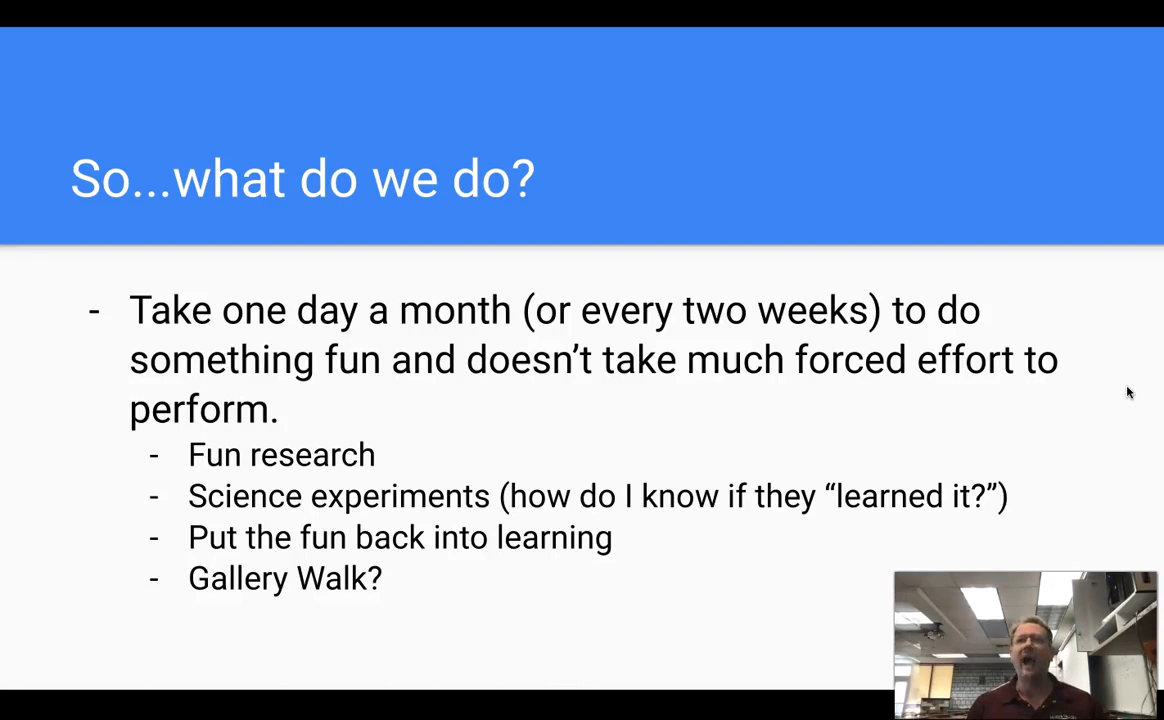 So...what do we do?
- Take one day a month (or every two weeks) to do
something fun and doesn’t take much forced effort to
perform.
- Fun research
- Science experiments (how do I know if they “learned it?”)
- Put the fun back into learning
- Gallery Walk?